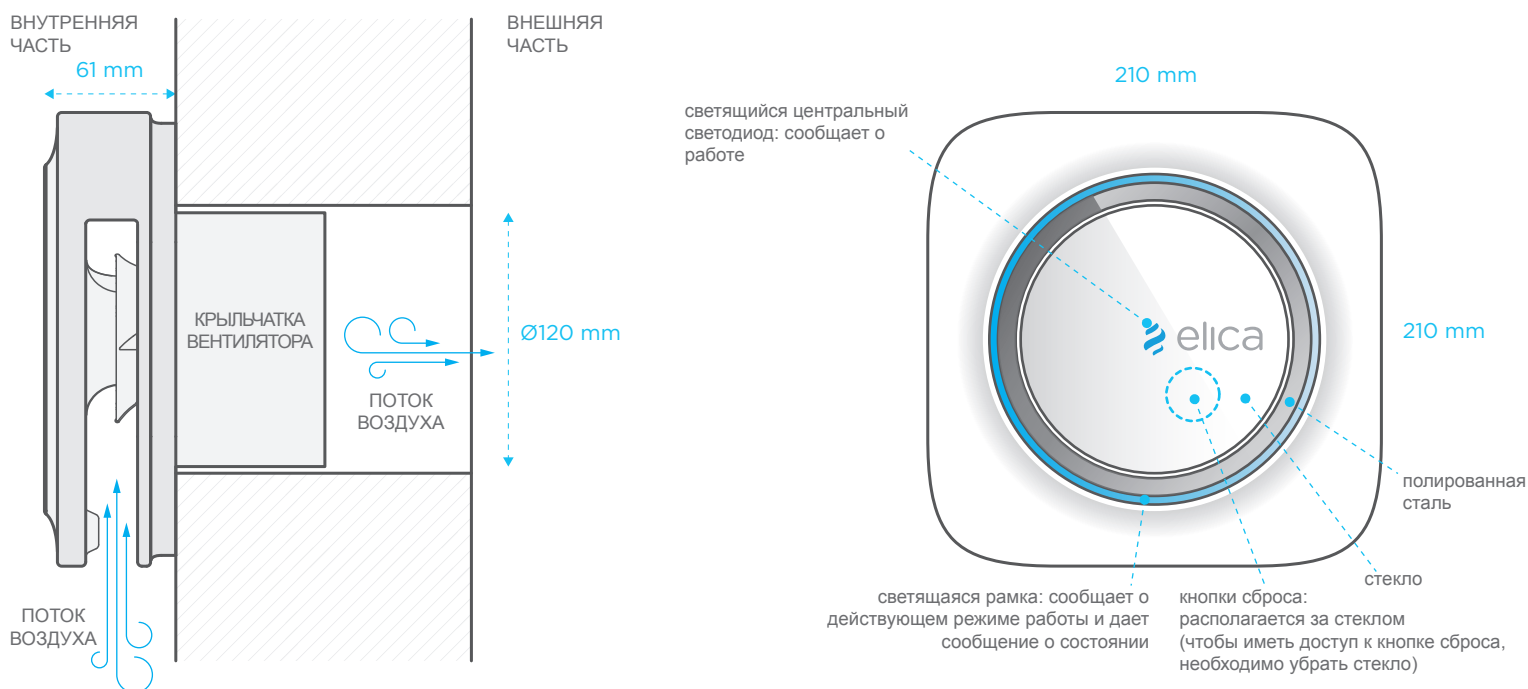 ВНУТРЕННЯЯ
ЧАСТЬ
61 mm
ВНЕШНЯЯ
ЧАСТЬ
КРЫЛЬЧАТКА
ВЕНТИЛЯТОРА
ПОТОК
ВОЗДУХА
Ø120 mm
ПОТОК
ВОЗДУХА
210 mm
светящийся центральный
светодиод: сообщает о
работе
elica
210 mm
полированная
сталь
стекло
светящаяся рамка: сообщает о
действующем режиме работы и дает
сообщение о состоянии
кнопки сброса:
располагается за стеклом
(чтобы иметь доступ к кнопке сброса,
необходимо убрать стекло)